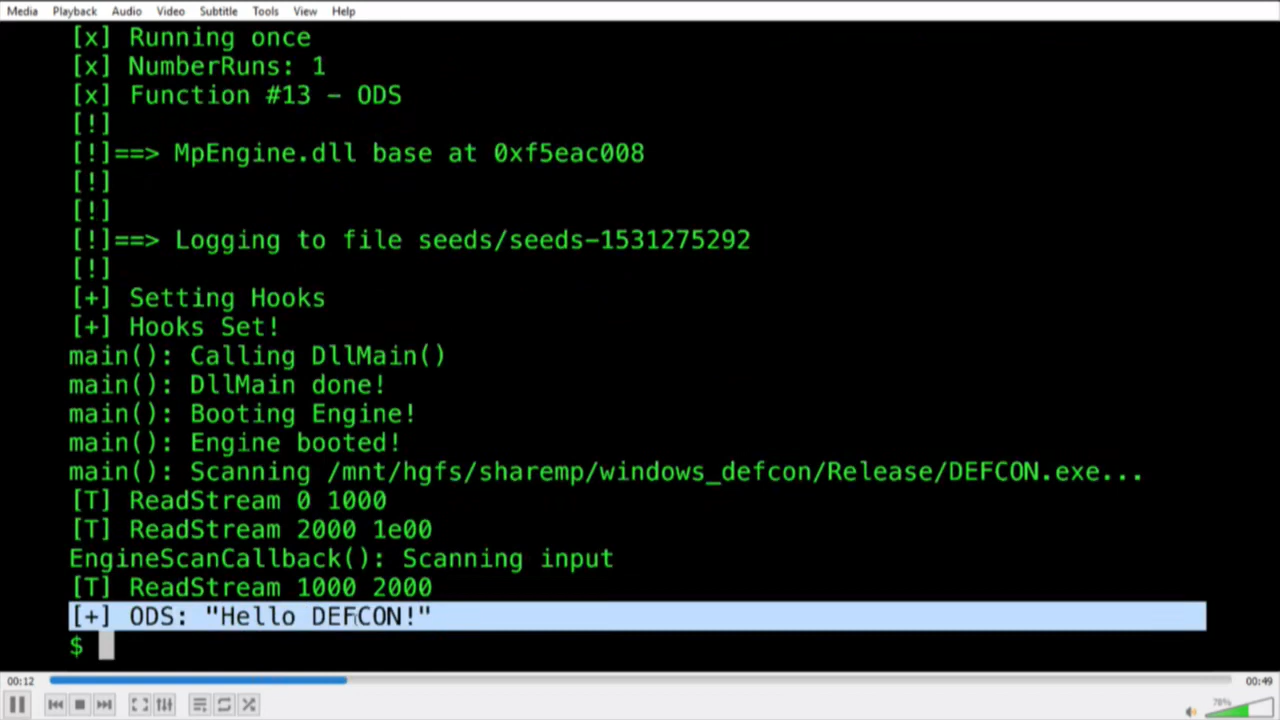 Media Playback Audio Video Subtitle Tools View Help
[x] Running once
[x] NumberRuns: 1
[x] Function #13 - ODS
[!]
[!]==> MpEngine.dll base at 0xf5eac008
[!]
[!]
[!]==> Logging to file seeds/seeds-1531275292
[!]
[+] Setting Hooks
[+] Hooks Set!
main(): Calling DllMain()
main(): DllMain done!
main(): Booting Engine!
main(): Engine booted!
main(): Scanning /mnt/hgfs/sharemp/windows_defcon/Release/DEFCON.exe...
[T] ReadStream 0 1000
[T] ReadStream 2000 1e00
EngineScanCallback(): Scanning input
[T] ReadStream 1000 2000
[+] ODS: "Hello DEFCON!"
$
00:12 00:49
78%